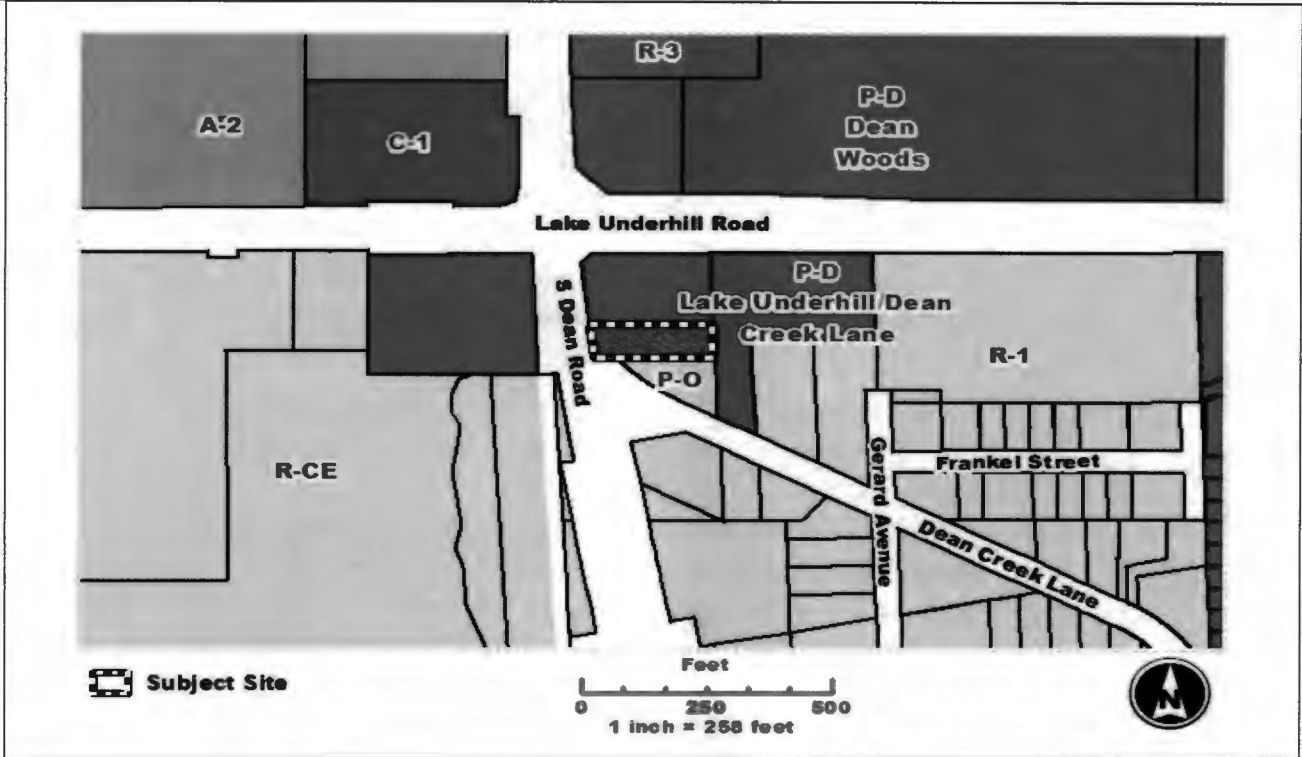 R-3
A-2
C-1
P-D
Dean
Woods
Lake Underhill Road
S Dean Road
P-D
Lake Underhill/Dean
Creek Lane
R-1
P-O
R-CE
Gerard Avenue
Frankel Street
Dean Creek Lane
Subject Site
Feet
0 250 500
1 inch = 258 feet
N